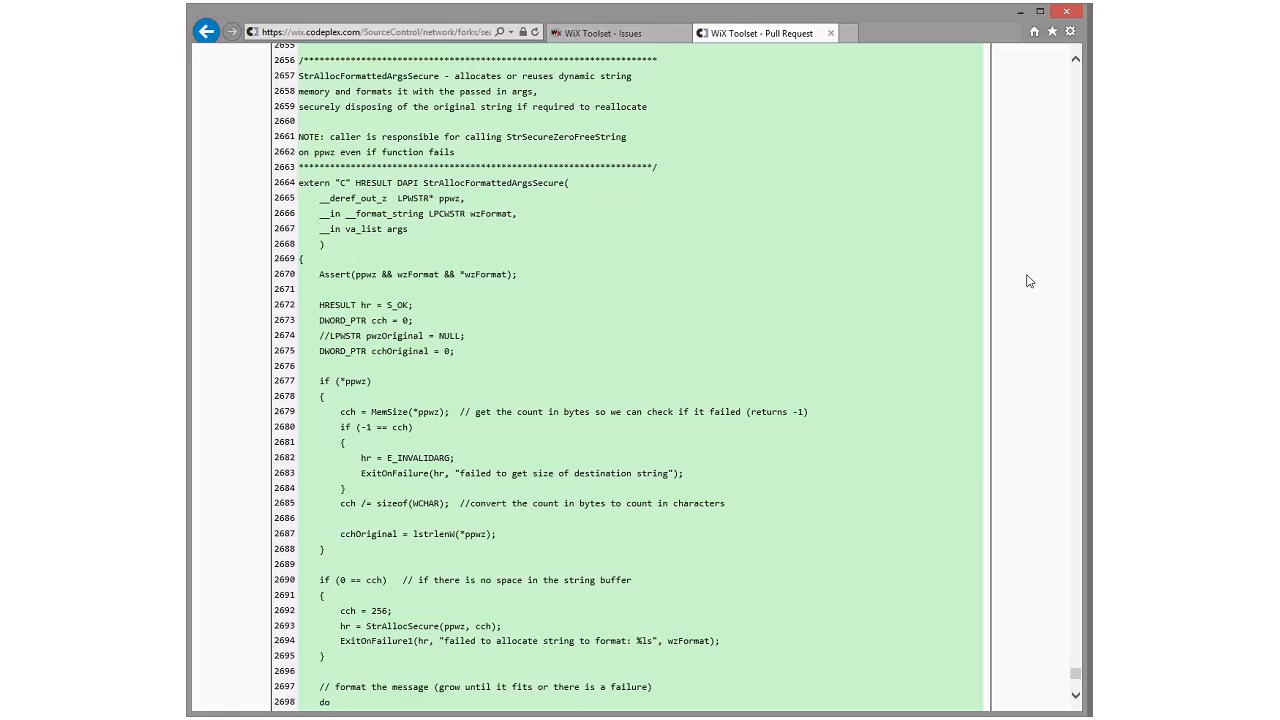 https://wix.codeplex.com/SourceControl/network/forks/sea
WiX Toolset - Issues
WiX Toolset - Pull Request
2655
2656 /********************************************************************
2657 StrAllocFormattedArgsSecure - allocates or reuses dynamic string
2658 memory and formats it with the passed in args,
2659 securely disposing of the original string if required to reallocate
2660
2661 NOTE: caller is responsible for calling StrSecureZeroFreeString
2662 on ppwz even if function fails
2663 ********************************************************************/
2664 extern "C" HRESULT DAPI StrAllocFormattedArgsSecure(
2665 __deref_out_z LPWSTR* ppwz,
2666 __in __format_string LPCWSTR wzFormat,
2667 __in va_list args
2668 )
2669 {
2670 Assert(ppwz && wzFormat && *wzFormat);
2671
2672 HRESULT hr = S_OK;
2673 DWORD_PTR cch = 0;
2674 //LPWSTR pwzOriginal = NULL;
2675 DWORD_PTR cchOriginal = 0;
2676
2677 if (*ppwz)
2678 {
2679 cch = MemSize(*ppwz); // get the count in bytes so we can check if it failed (returns -1)
2680 if (-1 == cch)
2681 {
2682 hr = E_INVALIDARG;
2683 ExitOnFailure(hr, "failed to get size of destination string");
2684 }
2685 cch /= sizeof(WCHAR); //convert the count in bytes to count in characters
2686
2687 cchOriginal = lstrlenW(*ppwz);
2688 }
2689
2690 if (0 == cch) // if there is no space in the string buffer
2691 {
2692 cch = 256;
2693 hr = StrAllocSecure(ppwz, cch);
2694 ExitOnFailure1(hr, "failed to allocate string to format: %ls", wzFormat);
2695 }
2696
2697 // format the message (grow until it fits or there is a failure)
2698 do